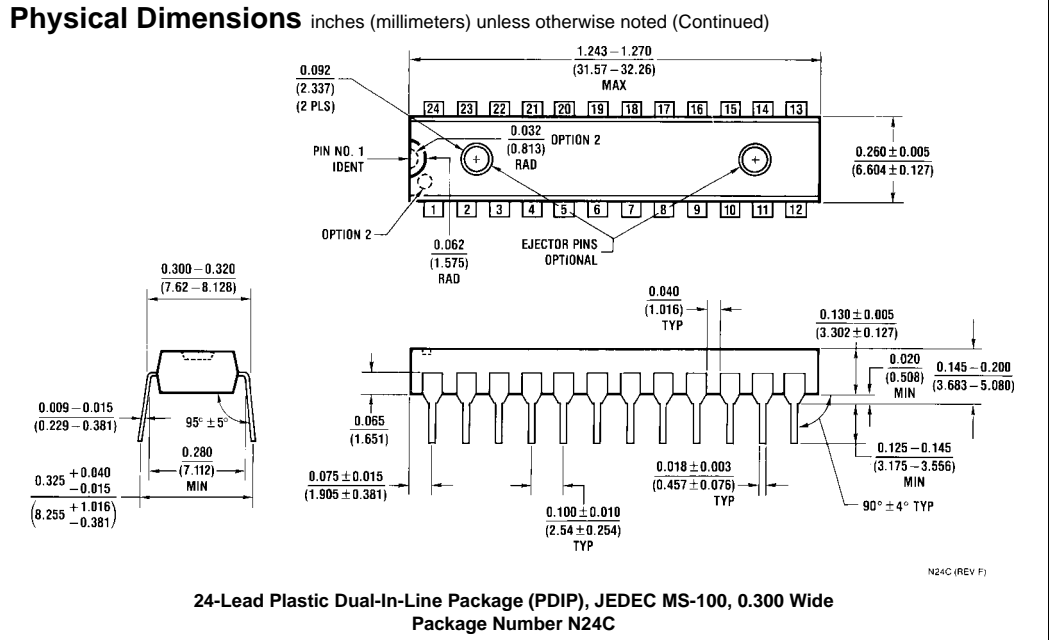 Physical Dimensions inches (millimeters) unless otherwise noted (Continued)
1.243 – 1.270
(31.57 – 32.26)
MAX
0.092
(2.337)
(2 PLS)
24 23 22 21 20 19 18 17 16 15 14 13
0.032
(0.813)
RAD
OPTION 2
PIN NO. 1
IDENT
0.260 ± 0.005
(6.604 ± 0.127)
1 2 3 4 5 6 7 8 9 10 11 12
OPTION 2
0.062
(1.575)
RAD
EJECTOR PINS
OPTIONAL
0.300 – 0.320
(7.62 – 8.128)
0.040
(1.016)
TYP
0.130 ± 0.005
(3.302 ± 0.127)
0.020
(0.508)
MIN
0.145 – 0.200
(3.683 – 5.080)
0.009 – 0.015
(0.229 – 0.381)
95° ± 5°
0.280
(7.112)
MIN
0.325 + 0.040 – 0.015
(8.255 + 1.016 – 0.381)
0.065
(1.651)
0.075 ± 0.015
(1.905 ± 0.381)
0.100 ± 0.010
(2.54 ± 0.254)
TYP
0.018 ± 0.003
(0.457 ± 0.076)
TYP
0.125 – 0.145
(3.175 – 3.556)
MIN
90° ± 4° TYP
N24C (REV F)
24-Lead Plastic Dual-In-Line Package (PDIP), JEDEC MS-100, 0.300 Wide
Package Number N24C